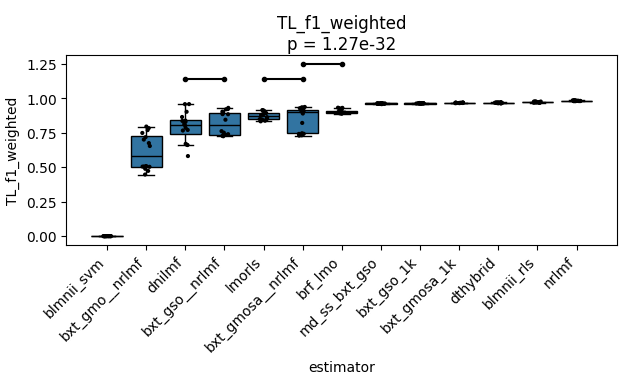 TL_f1_weighted
p = 1.27e-32
TL_f1_weighted
1.25
1.00
0.75
0.50
0.25
0.00
blmnii_svm
bxt_gmo__nrlmf
dnilmf
bxt_gso__nrlmf
lmorls
bxt_gmosa__nrlmf
brf_lmo
md_ss_bxt_gso
bxt_gso_1k
bxt_gmosa_1k
dthybrid
blmnii_rls
nrlmf
estimator